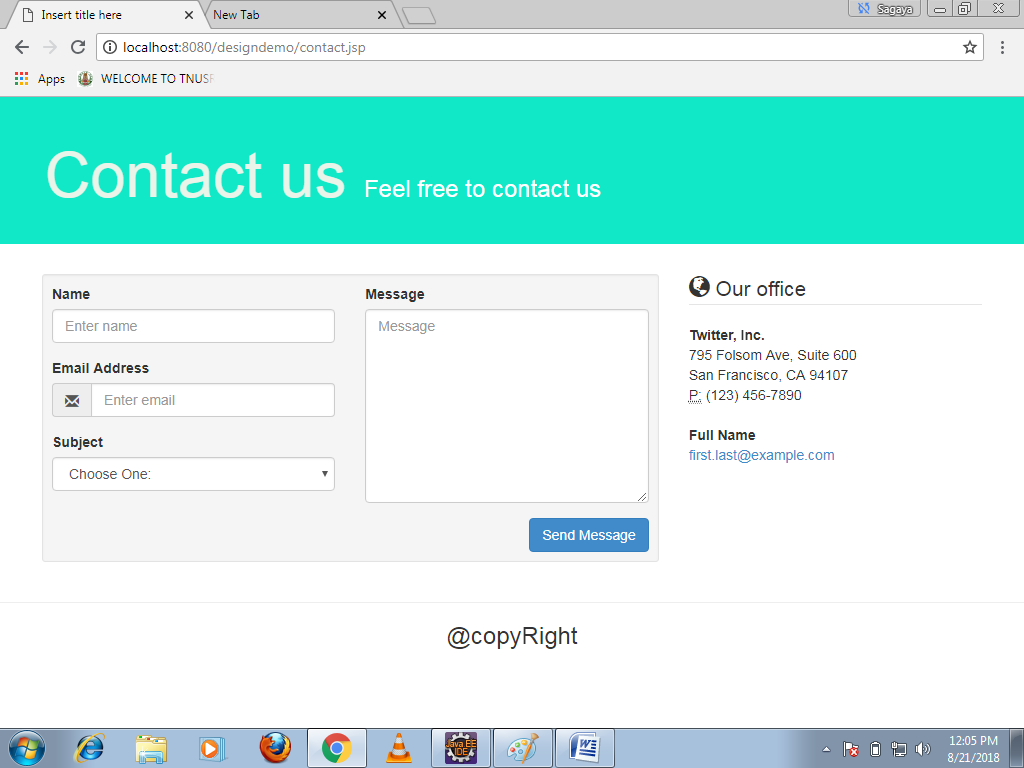 Insert title here
New Tab
Sagaya
localhost:8080/designdemo/contact.jsp
Apps
WELCOME TO TNUSF
Contact us Feel free to contact us
Name
Enter name
Email Address
Enter email
Subject
Choose One:
Message
Message
Send Message
Our office
Twitter, Inc.
795 Folsom Ave, Suite 600
San Francisco, CA 94107
P: (123) 456-7890
Full Name
first.last@example.com
@copyRight
Java EE
IDE
12:05 PM
8/21/2018